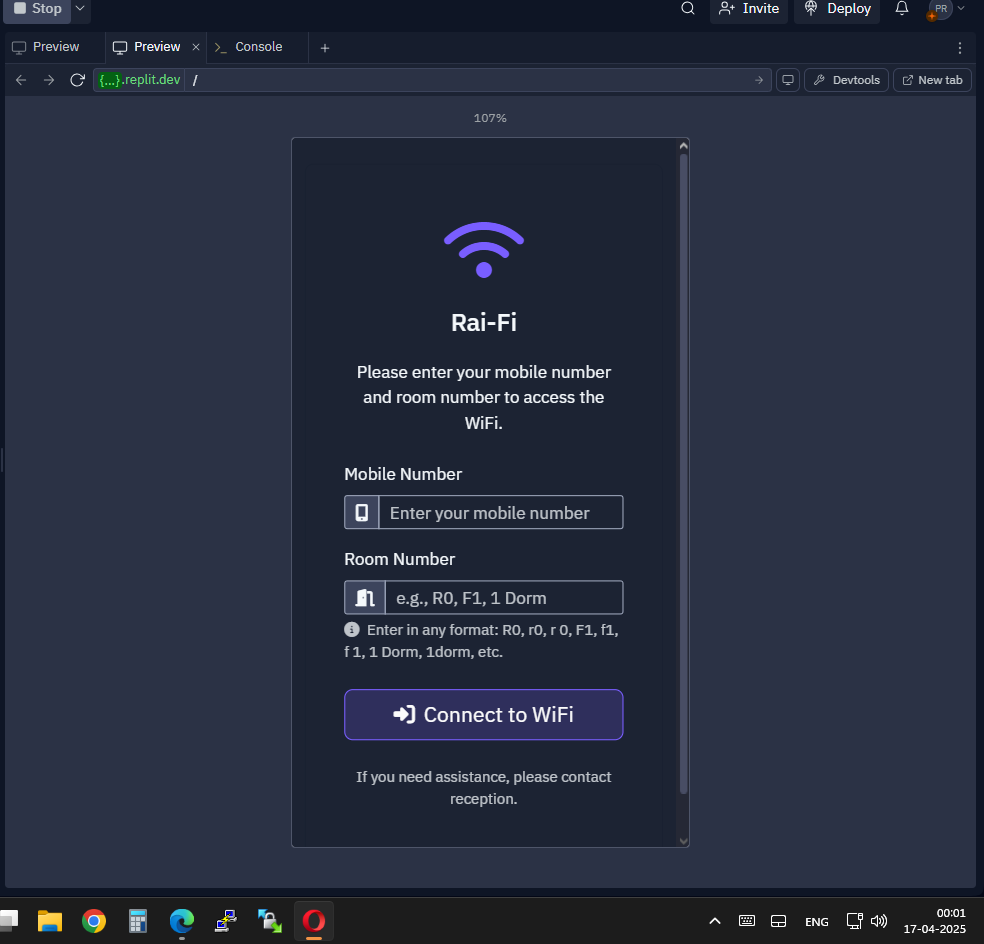 Stop
Invite
Deploy
PR
Preview
Preview
Console
{...}.replit.dev
/
Devtools
New tab
107%
Rai-Fi
Please enter your mobile number
and room number to access the
WiFi.
Mobile Number
Enter your mobile number
Room Number
e.g., R0, F1, 1 Dorm
Enter in any format: R0, r0, r 0, F1, f1,
f 1, 1 Dorm, 1dorm, etc.
Connect to WiFi
If you need assistance, please contact
reception.
ENG
00:01
17-04-2025